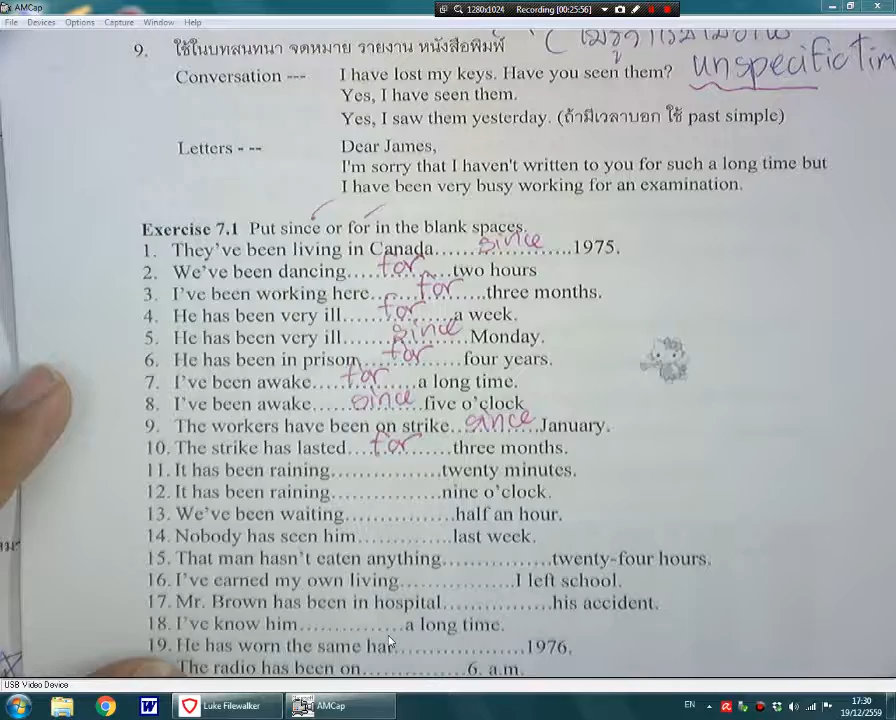 AMCap
1280x1024 Recording [00:25:56]
File Devices Options Capture Window Help
9. ใช้ในบทสนทนา จดหมาย รายงาน หนังสือพิมพ์
Conversation --- I have lost my keys. Have you seen them? unspecific Tim
Yes, I have seen them.
Yes, I saw them yesterday. (ถ้ามีเวลาบอก ใช้ past simple)
Letters - -- Dear James,
I'm sorry that I haven't written to you for such a long time but
I have been very busy working for an examination.
Exercise 7.1 Put since or for in the blank spaces.
1. They've been living in Canada......since............1975.
2. We've been dancing.....for.......two hours
3. I've been working here.......for......three months.
4. He has been very ill......for......a week.
5. He has been very ill......since..Monday.
6. He has been in prison...for.......four years.
7. I've been awake.....for......a long time.
8. I've been awake......since..five o'clock
9. The workers have been on strike..since..January.
10. The strike has lasted....for......three months.
11. It has been raining....................twenty minutes.
12. It has been raining....................nine o'clock.
13. We've been waiting....................half an hour.
14. Nobody has seen him.................last week.
15. That man hasn't eaten anything....................twenty-four hours.
16. I've earned my own living....................I left school.
17. Mr. Brown has been in hospital....................his accident.
18. I've know him...................a long time.
19. He has worn the same hat.......................1976.
The radio has been on...................6. a.m.
USB Video Device
Luke Filewalker AMCap EN 17:30
19/12/2559